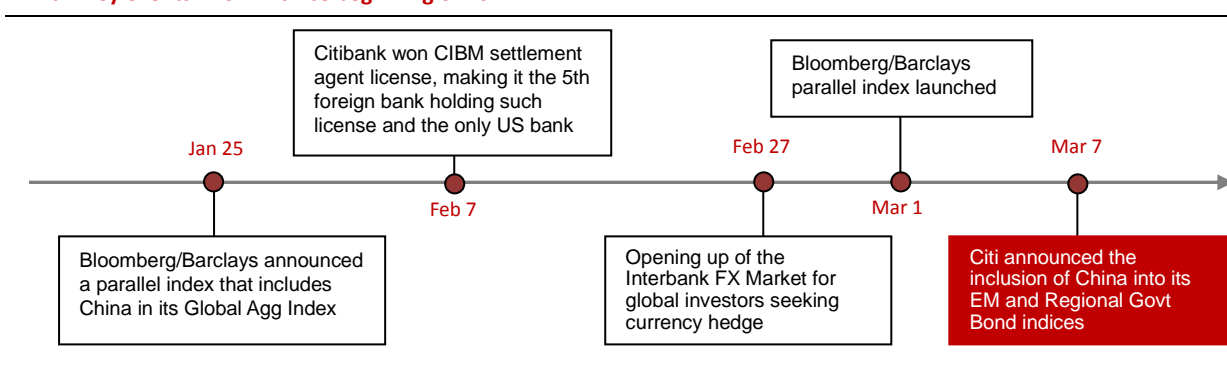 Citibank won CIBM settlement
agent license, making it the 5th
foreign bank holding such
license and the only US bank
Bloomberg/Barclays
parallel index launched
Jan 25
Feb 27
Mar 7
Feb 7
Mar 1
Bloomberg/Barclays announced
a parallel index that includes
China in its Global Agg Index
Opening up of the
Interbank FX Market for
global investors seeking
currency hedge
Citi announced the
inclusion of China into its
EM and Regional Govt
Bond indices